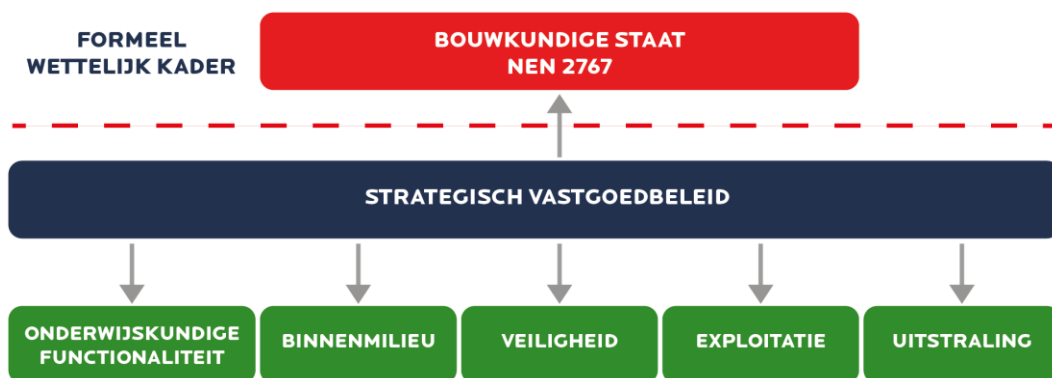 FORMEEL
WETTELIJK KADER
BOUWKUNDIGE STAAT
NEN 2767
STRATEGISCH VASTGOEDBELEID
ONDERWIJSKUNDIGE
FUNCTIONALITEIT
BINNENMILIEU
VEILIGHEID
EXPLOITATIE
UITSTRALING